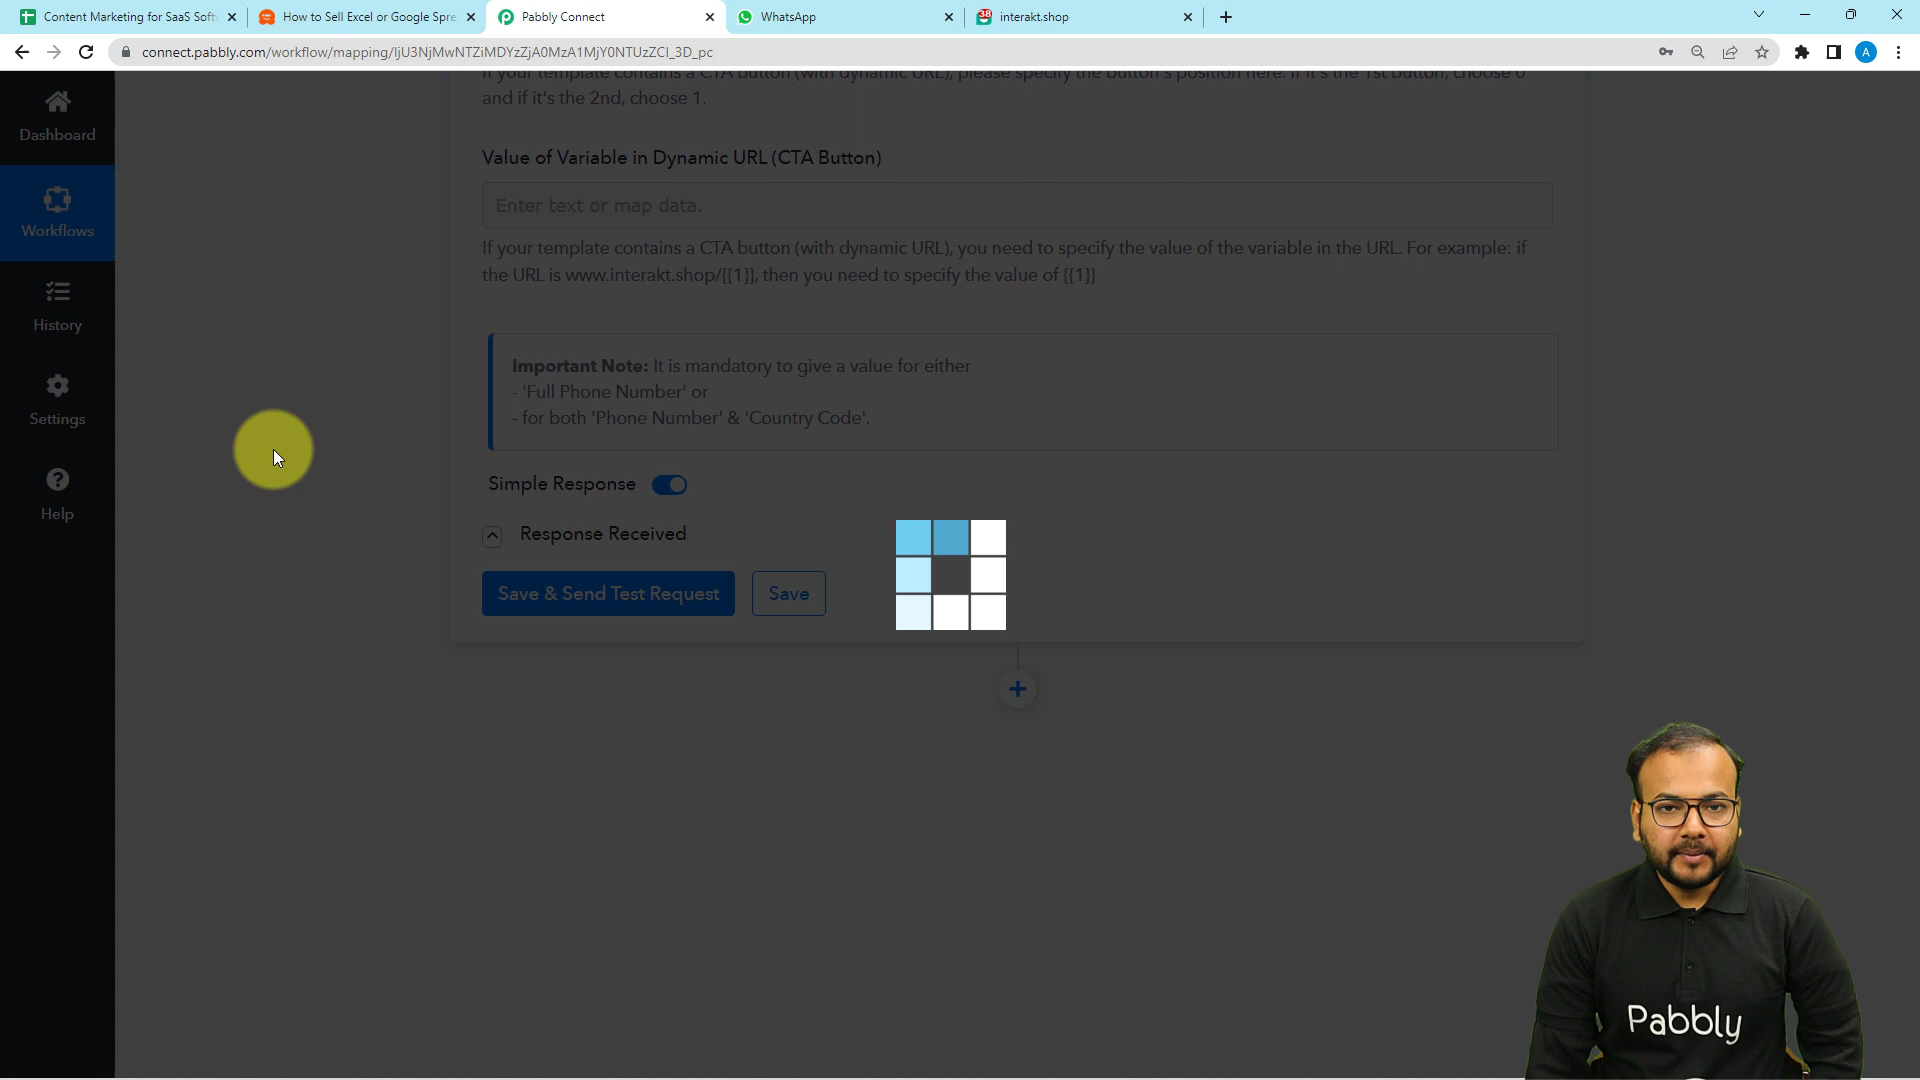 Content Marketing for SaaS Soft
How to Sell Excel or Google Spre
Pabbly Connect
WhatsApp
38
interakt.shop
connect.pabbly.com/workflow/mapping/IjU3NjMwNTZiMDYzZjA0MzA1MjY0NTUzZCI_3D_pc
A
If your template contains a CTA button (with dynamic URL), please specify the button's position here. If it's the 1st button, choose 0
and if it's the 2nd, choose 1.
Dashboard
Value of Variable in Dynamic URL (CTA Button)
Enter text or map data.
Workflows
If your template contains a CTA button (with dynamic URL), you need to specify the value of the variable in the URL. For example: if
the URL is www.interakt.shop/{{1}}, then you need to specify the value of {{1}}
History
Important Note: It is mandatory to give a value for either
- 'Full Phone Number' or
- for both 'Phone Number' & 'Country Code'.
Settings
Simple Response
Help
Response Received
Save & Send Test Request
Save
Pabbly